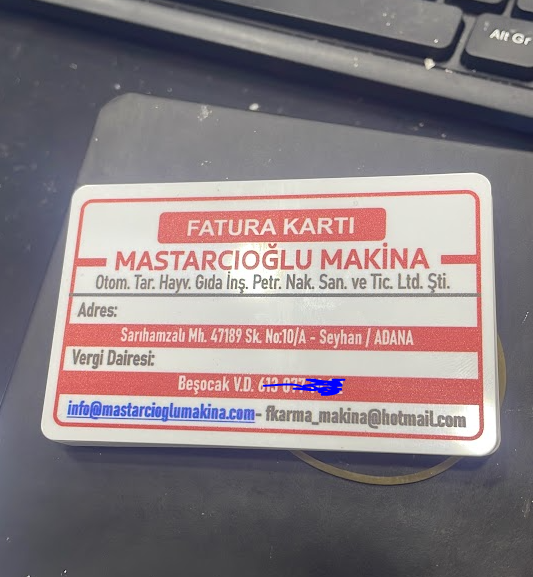 Alt Gr
FATURA KARTI
MASTARCIOĞLU MAKİNA
Otom. Tar. Hayv. Gıda İnş. Petr. Nak. San. ve Tic. Ltd. Şti.
Adres:
Sarıhamzalı Mh. 47189 Sk. No:10/A - Seyhan / ADANA
Vergi Dairesi:
Beşocak V.D.
info@mastarcioglumakina.com- fkarma_makina@hotmail.com